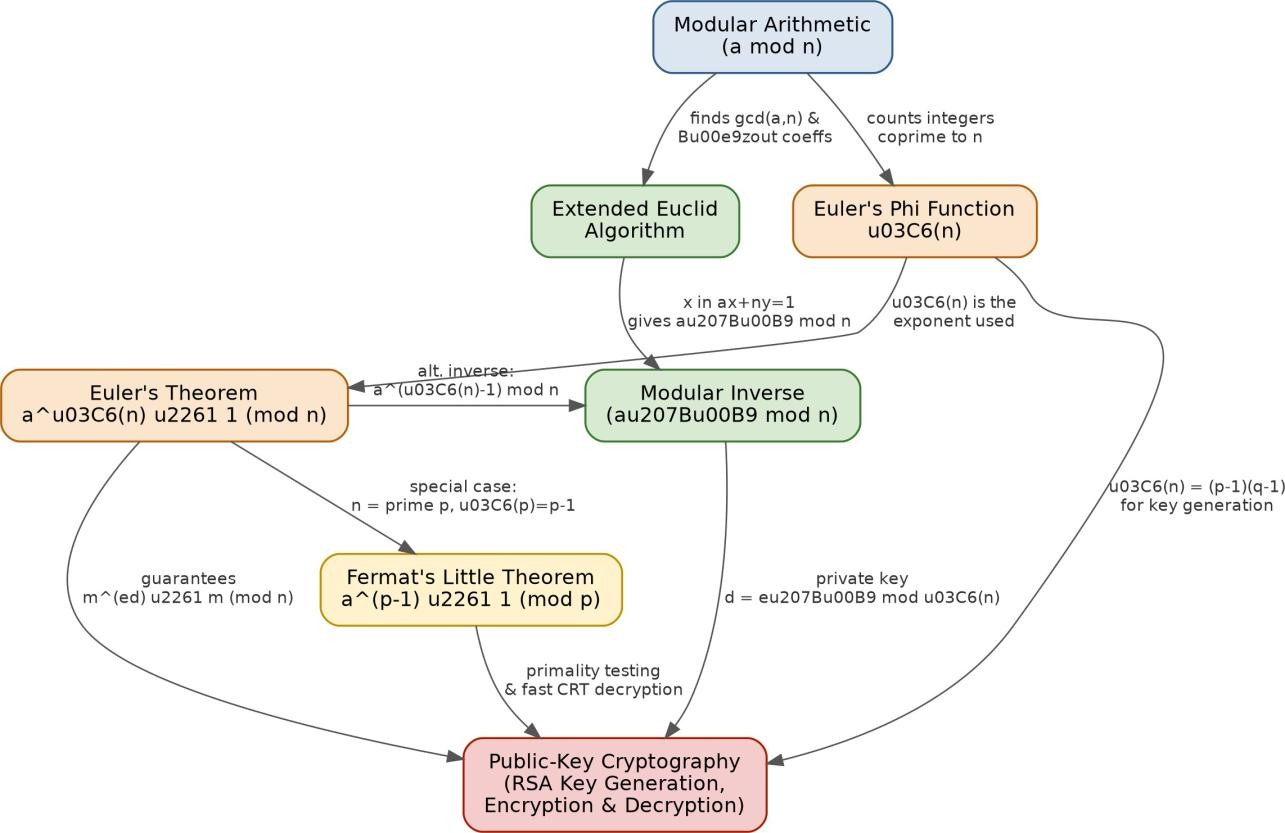 Modular Arithmetic
(a mod n)
finds gcd(a,n) &
Bu00e9zout coeffs
counts integers
coprime to n
Extended Euclid
Algorithm
Euler's Phi Function
u03C6(n)
x in ax+ny=1
gives au207Bu00B9 mod n
u03C6(n) is the
exponent used
alt. inverse:
a^(u03C6(n)-1) mod n
Euler's Theorem
a^u03C6(n) u2261 1 (mod n)
Modular Inverse
(au207Bu00B9 mod n)
special case:
n = prime p, u03C6(p)=p-1
u03C6(n) = (p-1)(q-1)
for key generation
guarantees
m^(ed) u2261 m (mod n)
Fermat's Little Theorem
a^(p-1) u2261 1 (mod p)
private key
d = eu207Bu00B9 mod u03C6(n)
primality testing
& fast CRT decryption
Public-Key Cryptography
(RSA Key Generation,
Encryption & Decryption)